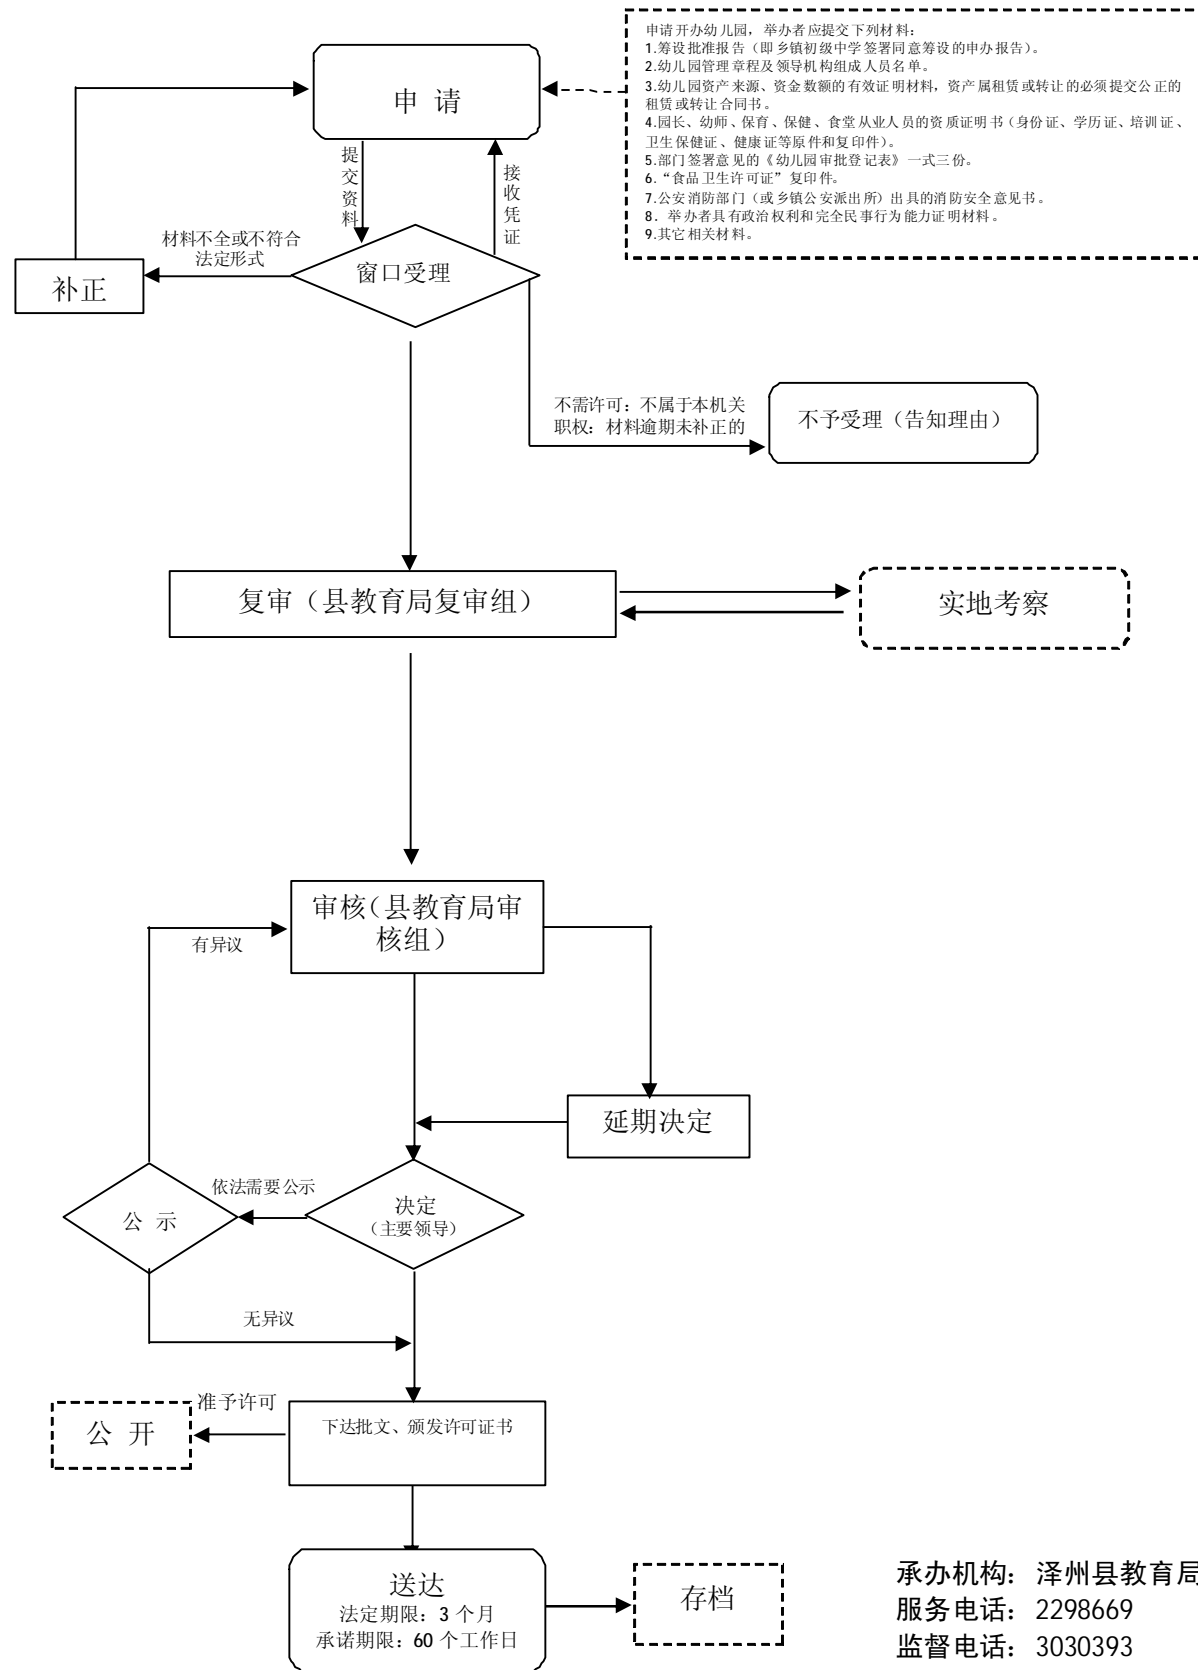 申请开办幼儿园，举办者应提交下列材料：
1.筹设批准报告（即乡镇初级中学签署同意筹设的申办报告）。
2.幼儿园管理章程及领导机构组成人员名单。
3.幼儿园资产来源、资金数额的有效证明材料，资产属租赁或转让的必须提交公正的
租赁或转让合同书。
4.园长、幼师、保育、保健、食堂从业人员的资质证明书（身份证、学历证、培训证、
卫生保健证、健康证等原件和复印件）。
5.部门签署意见的《幼儿园审批登记表》一式三份。
6.“食品卫生许可证”复印件。
7.公安消防部门（或乡镇公安派出所）出具的消防安全意见书。
8．举办者具有政治权利和完全民事行为能力证明材料。
9.其它相关材料。
申 请
提交资料
接收凭证
材料不全或不符合
法定形式
补正
窗口受理
不需许可：不属于本机关
职权：材料逾期未补正的
不予受理（告知理由）
复审（县教育局复审组）
实地考察
审核（县教育局审
核组）
有异议
延期决定
依法需要公示
公 示
决定
（主要领导）
无异议
准予许可
公 开
下达批文、颁发许可证书
送达
法定期限：3 个月
承诺期限：60 个工作日
存档
承办机构：泽州县教育局
服务电话：2298669
监督电话：3030393